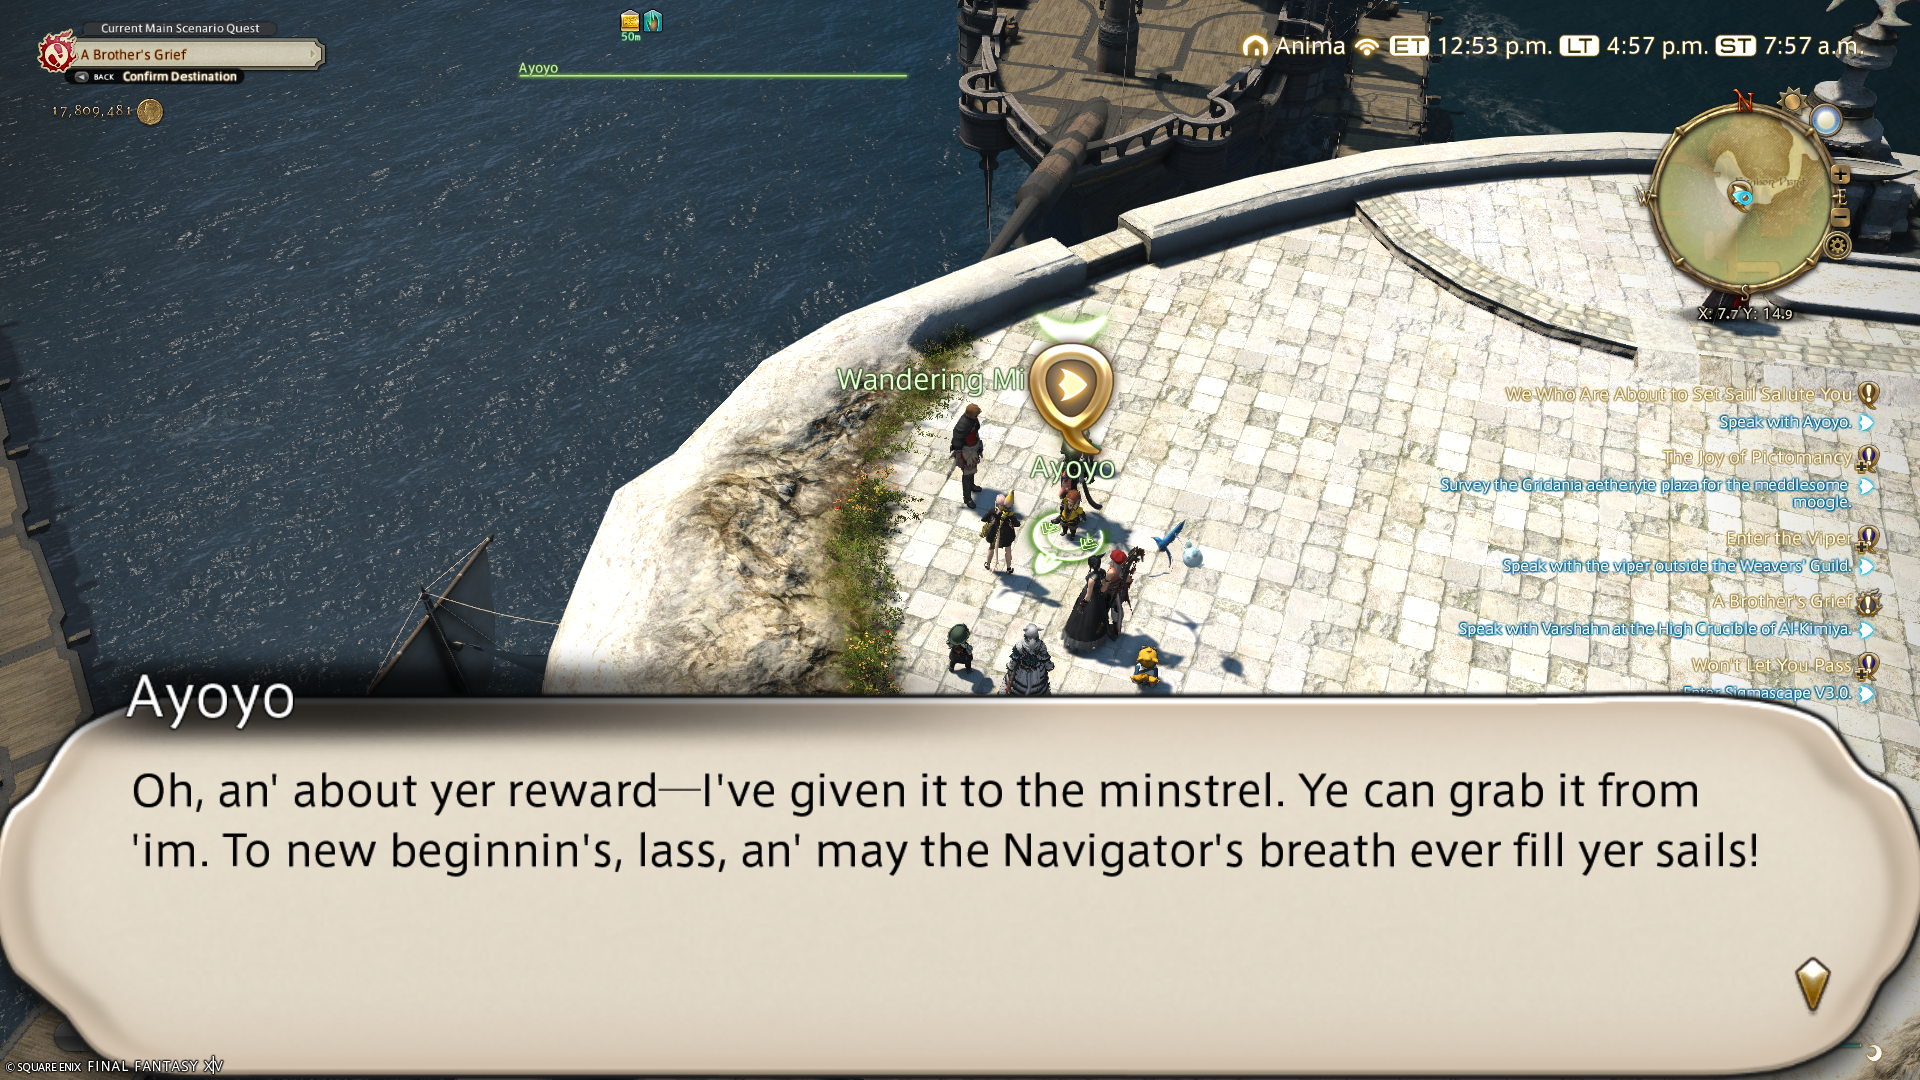 Current Main Scenario Quest
A Brother's Grief
BACK Confirm Destination
17,809,481
50m
Ayoyo
Anima ET 12:53 p.m. LT 4:57 p.m. ST 7:57 a.m.
N
W
E
S
X: 7.7 Y: 14.9
Wandering Mi
Ayoyo
We Who Are About to Set Sail Salute You
Speak with Ayoyo.
The Joy of Pictomancy
Survey the Gridania aetheryte plaza for the meddlesome
moogle.
Enter the Viper
Speak with the viper outside the Weavers' Guild.
A Brother's Grief
Speak with Varshahn at the High Crucible of Al-Kimiya.
Won't Let You Pass
Enter Sigmascape V3.0.
Ayoyo
Oh, an' about yer reward—I've given it to the minstrel. Ye can grab it from
'im. To new beginnin's, lass, an' may the Navigator's breath ever fill yer sails!
© SQUARE ENIX FINAL FANTASY XIV